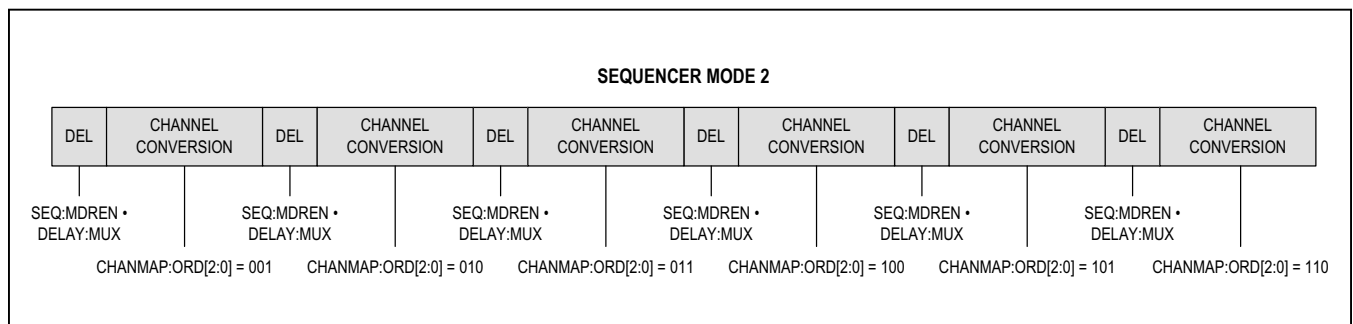 SEQUENCER MODE 2
DEL
CHANNEL
CONVERSION
DEL
CHANNEL
CONVERSION
DEL
CHANNEL
CONVERSION
DEL
CHANNEL
CONVERSION
DEL
CHANNEL
CONVERSION
DEL
CHANNEL
CONVERSION
SEQ:MDREN •
DELAY:MUX
SEQ:MDREN •
DELAY:MUX
SEQ:MDREN •
DELAY:MUX
SEQ:MDREN •
DELAY:MUX
SEQ:MDREN •
DELAY:MUX
SEQ:MDREN •
DELAY:MUX
CHANMAP:ORD[2:0] = 001
CHANMAP:ORD[2:0] = 010
CHANMAP:ORD[2:0] = 011
CHANMAP:ORD[2:0] = 100
CHANMAP:ORD[2:0] = 101
CHANMAP:ORD[2:0] = 110